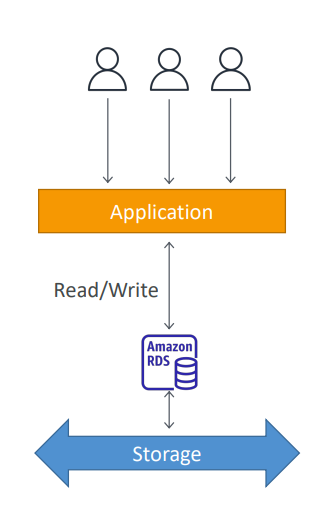 Application
Read/Write
Amazon
RDS
Storage